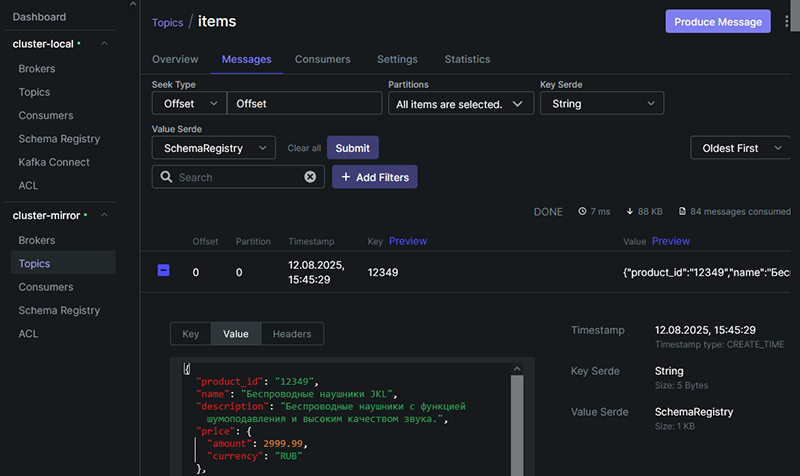 Dashboard
cluster-local
Brokers
Topics
Consumers
Schema Registry
Kafka Connect
ACL
cluster-mirror
Brokers
Topics
Consumers
Schema Registry
ACL
Topics / items
Produce Message
Overview Messages Consumers Settings Statistics
Seek Type Partitions Key Serde
Offset Offset All items are selected. String
Value Serde
SchemaRegistry Clear all Submit Oldest First
Search + Add Filters
DONE 7 ms 88 KB 84 messages consumed
Offset Partition Timestamp Key Preview Value Preview
0 0 12.08.2025, 15:45:29 12349 {"product_id":"12349","name":"Бес
Key Value Headers
{
"product_id": "12349",
"name": "Беспроводные наушники JKL",
"description": "Беспроводные наушники с функцией
шумоподавления и высоким качеством звука.",
"price": {
"amount": 2999.99,
"currency": "RUB"
},
Timestamp 12.08.2025, 15:45:29
Timestamp type: CREATE_TIME
Key Serde String
Size: 5 Bytes
Value Serde SchemaRegistry
Size: 1 KB